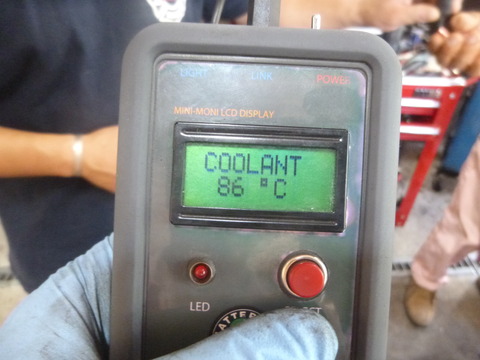 LIGHT LINK POWER
MINI-MONI LCD DISPLAY
COOLANT
86 °C
LED